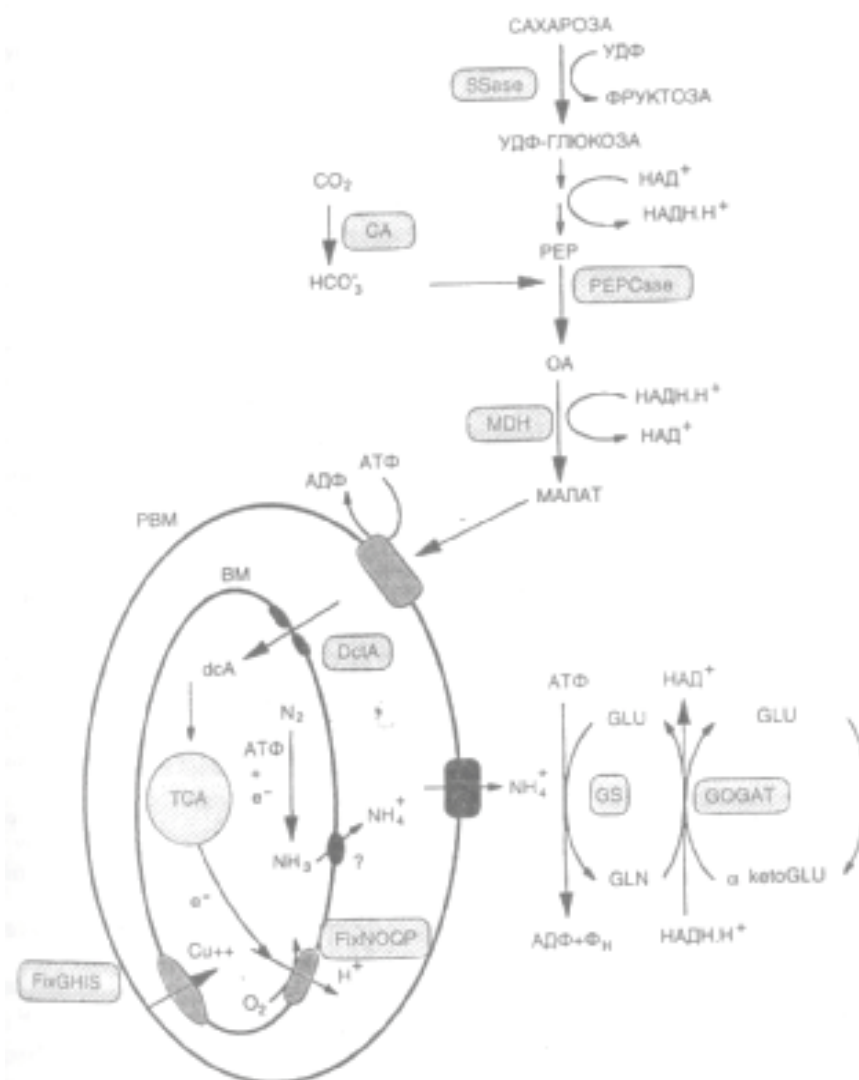 САХАРОЗА
УДФ
SSase
ФРУКТОЗА
УДФ-ГЛЮКОЗА
CO₂
НАД⁺
CA
НАДН.Н⁺
PEP
HCO₃⁻
PEPCase
OA
НАДН.Н⁺
MDH
НАД⁺
АТФ
АДФ
МАЛАТ
PBM
BM
DctA
dcA
N₂
АТФ
+
e⁻
TCA
NH₄⁺
NH₃
?
e⁻
FixNOQP
Cu++
H⁺
FixGHIS
O₂
NH₄⁺
АТФ
НАД⁺
GLU
GLU
GS
GOGAT
GLN
α ketoGLU
АДФ+Фн
НАДН.Н⁺